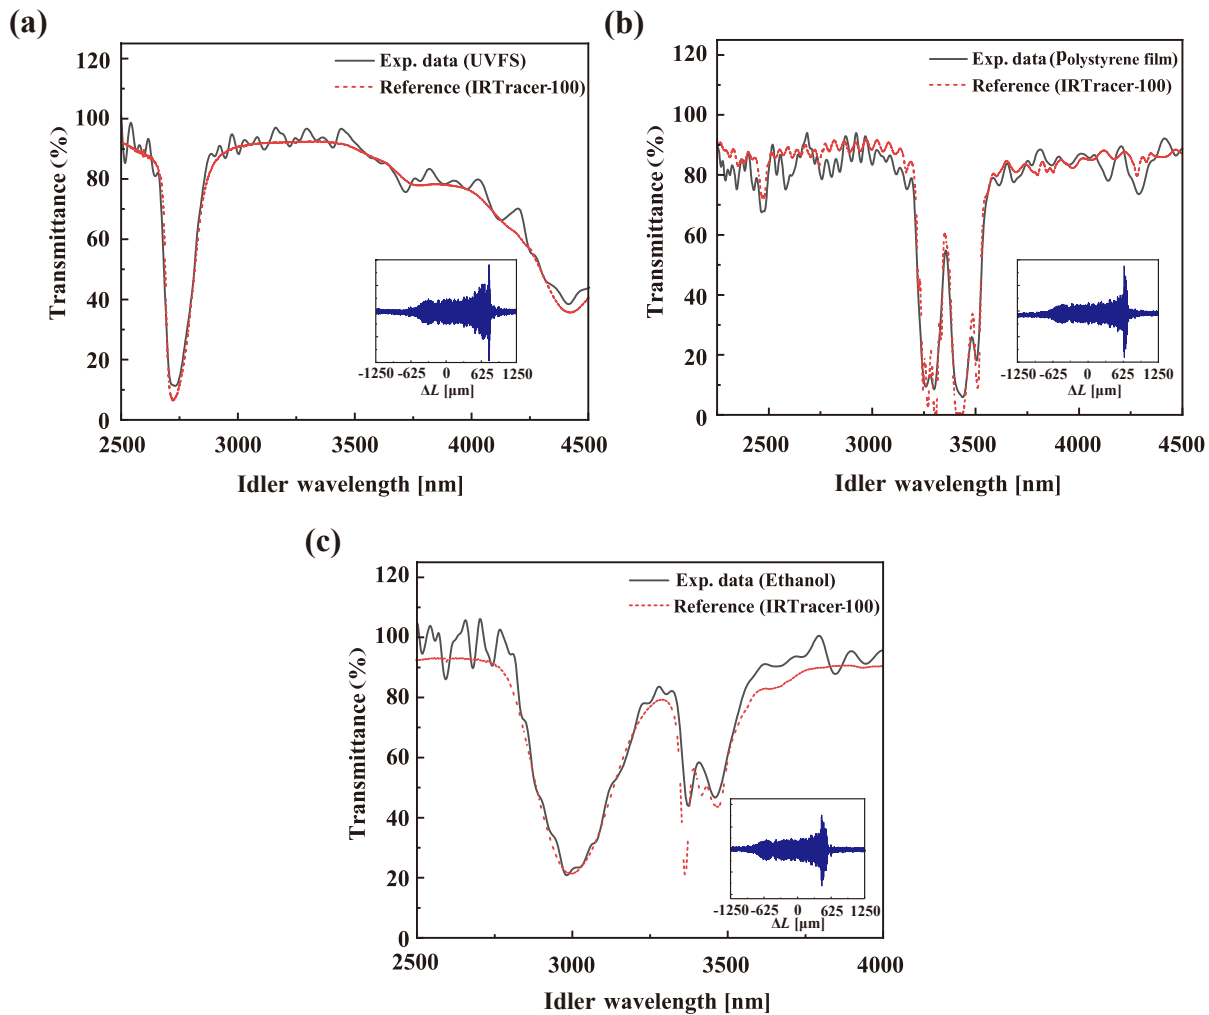 (a)
120
100
80
60
40
20
0
Transmittance (%)
Exp. data (UVFS)
Reference (IRTracer-100)
-1250 -625 0 625 1250
ΔL [μm]
2500 3000 3500 4000 4500
Idler wavelength [nm]
(b)
120
100
80
60
40
20
0
Transmittance (%)
Exp. data (Polystyrene film)
Reference (IRTracer-100)
-1250 -625 0 625 1250
ΔL [μm]
2500 3000 3500 4000 4500
Idler wavelength [nm]
(c)
120
100
80
60
40
20
0
Transmittance (%)
Exp. data (Ethanol)
Reference (IRTracer-100)
-1250 -625 0 625 1250
ΔL [μm]
2500 3000 3500 4000
Idler wavelength [nm]